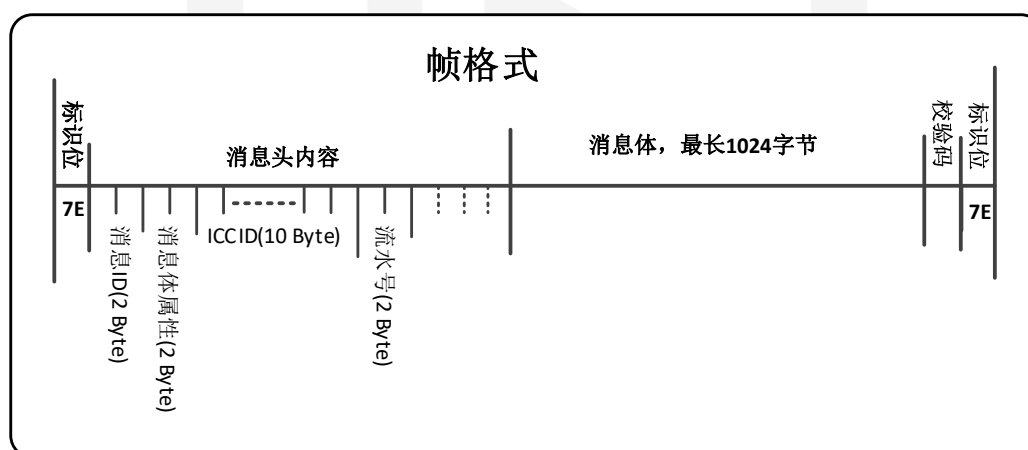 帧格式
标识位
消息头内容
消息体，最长1024字节
校验码
标识位
7E
消息ID(2 Byte)
消息体属性(2 Byte)
ICCID(10 Byte)
流水号(2 Byte)
7E